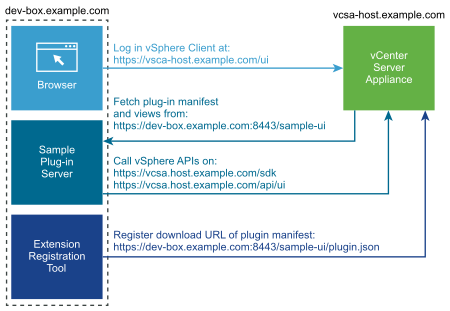 dev-box.example.com
vcsa-host.example.com
Log in vSphere Client at:
https://vsca-host.example.com/ui
Browser
vCenter
Server
Appliance
Fetch plug-in manifest
and views from:
https://dev-box.example.com:8443/sample-ui
Sample
Plug-in
Server
Call vSphere APIs on:
https://vcsa.host.example.com/sdk
https://vcsa.host.example.com/api/ui
Extension
Registration
Tool
Register download URL of plugin manifest:
https://dev-box.example.com:8443/sample-ui/plugin.json